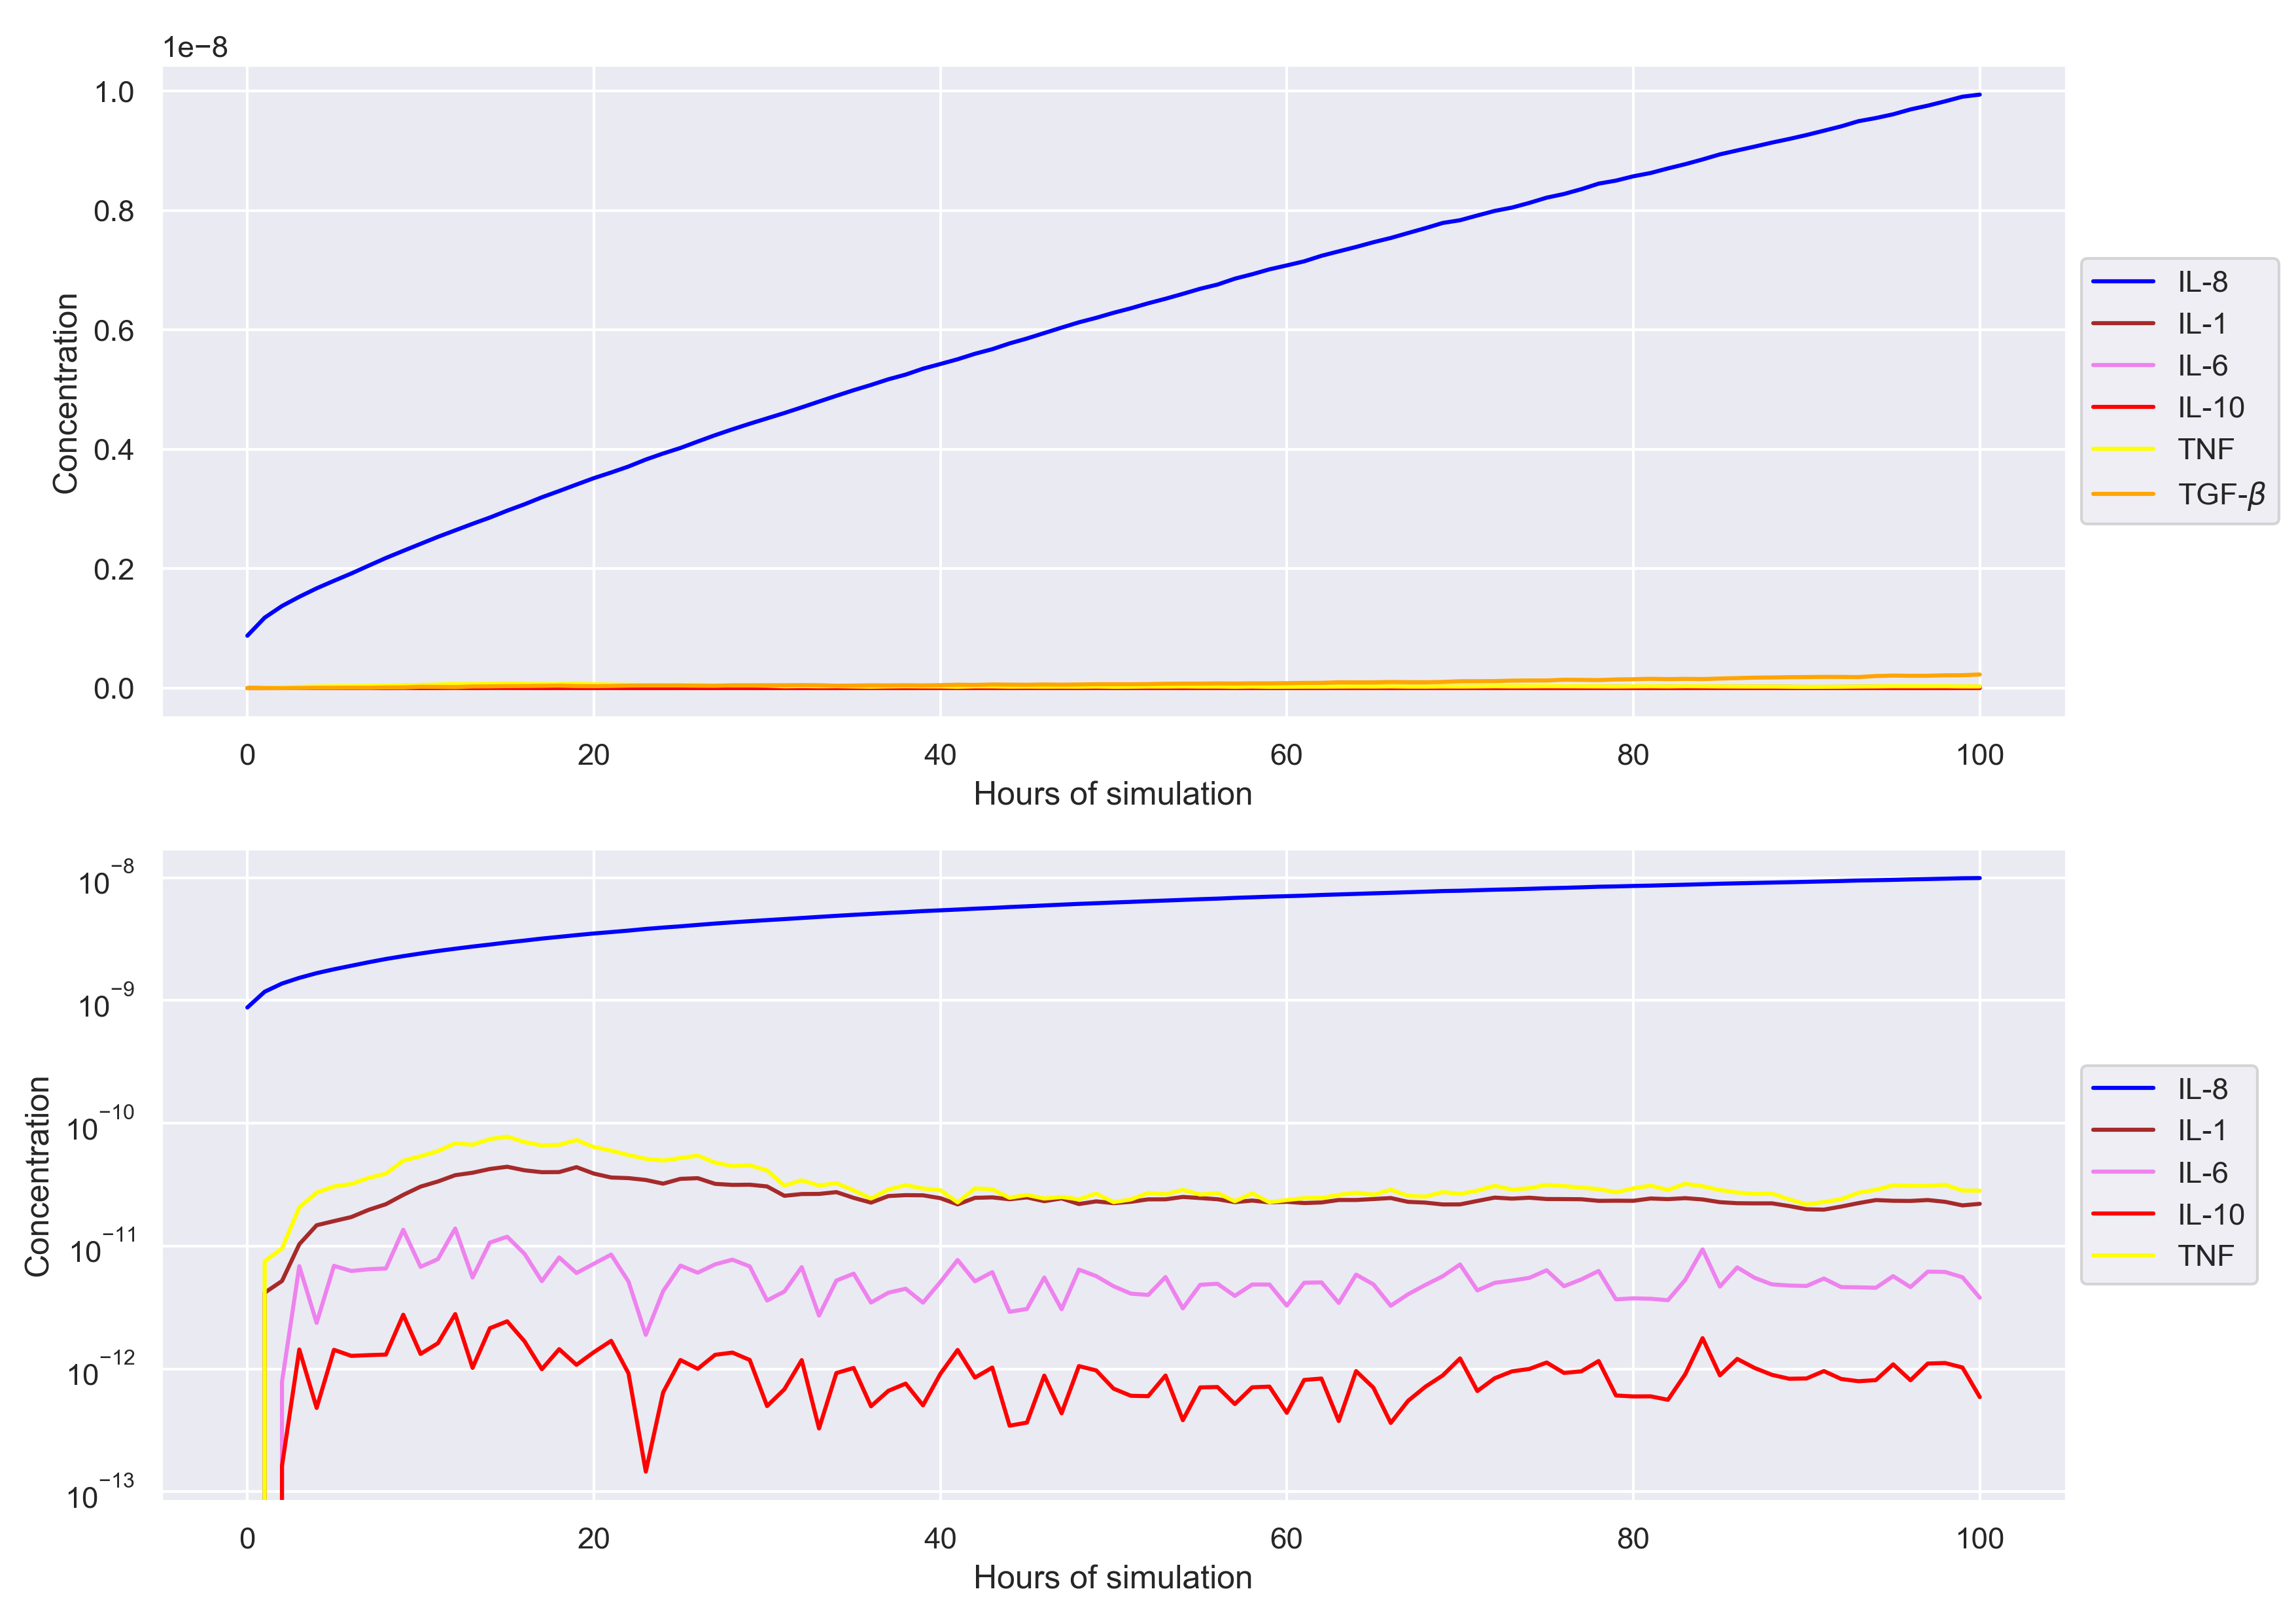 1e−8
1.0
0.8
0.6
0.4
0.2
0.0
Concentration
0 20 40 60 80 100
Hours of simulation
IL-8
IL-1
IL-6
IL-10
TNF
TGF-β
10⁻⁸
10⁻⁹
10⁻¹⁰
10⁻¹¹
10⁻¹²
10⁻¹³
Concentration
0 20 40 60 80 100
Hours of simulation
IL-8
IL-1
IL-6
IL-10
TNF